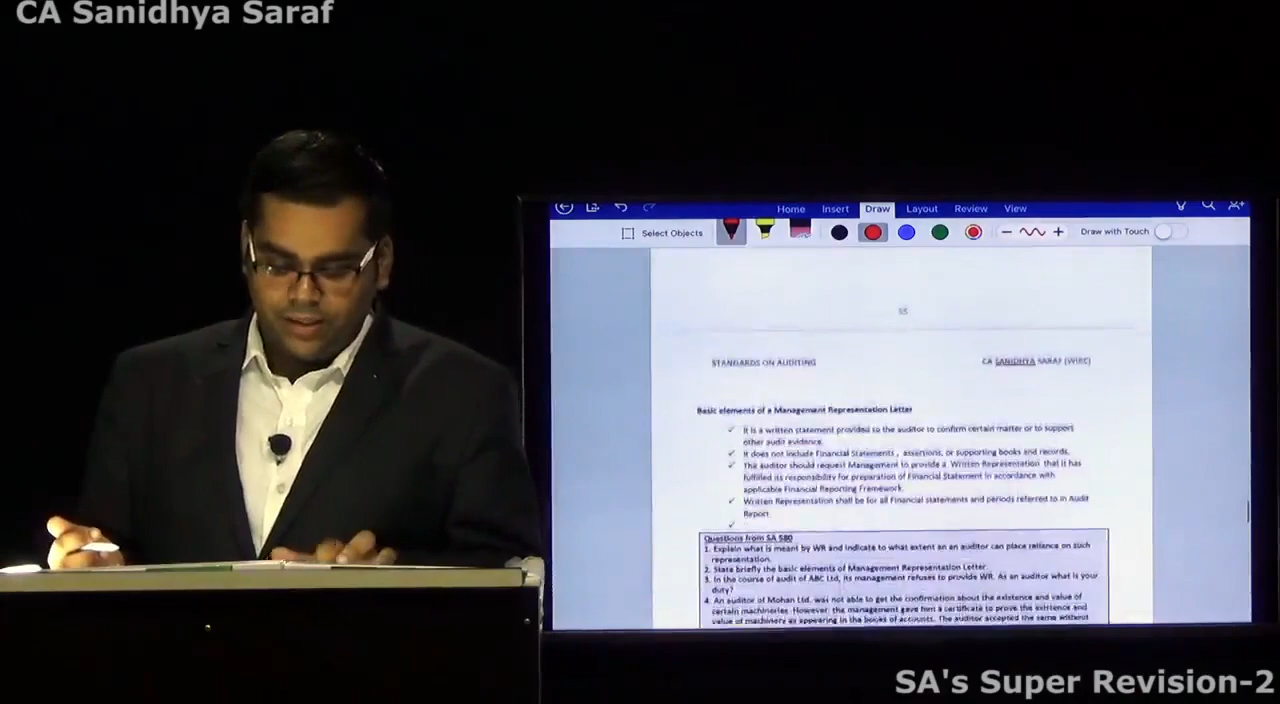 CA Sanidhya Saraf
Home Insert Draw Layout Review View
Select Objects
Draw with Touch
55
STANDARDS ON AUDITING
CA SANIDHYA SARAF (WIRC)
Basic elements of a Management Representation Letter
✓ It is a written statement provided to the auditor to confirm certain matter or to support
other audit evidence.
✓ It does not include Financial Statements , assertions, or supporting books and records.
✓ The auditor should request Management to provide a Written Representation that it has
fulfilled its responsibility for preparation of Financial Statement in accordance with
applicable Financial Reporting Framework.
✓ Written Representation shall be for all Financial statements and periods referred to in Audit
Report
✓
Questions from SA 580
1. Explain what is meant by WR and indicate to what extent an an auditor can place reliance on such
representation.
2. State briefly the basic elements of Management Representation Letter.
3. In the course of audit of ABC Ltd, its management refuses to provide WR. As an auditor what is your
duty?
4. An auditor of Mohan Ltd. was not able to get the confirmation about the existence and value of
certain machineries. However, the management gave him a certificate to prove the existence and
value of machinery as appearing in the books of accounts. The auditor accepted the same without
SA's Super Revision-2